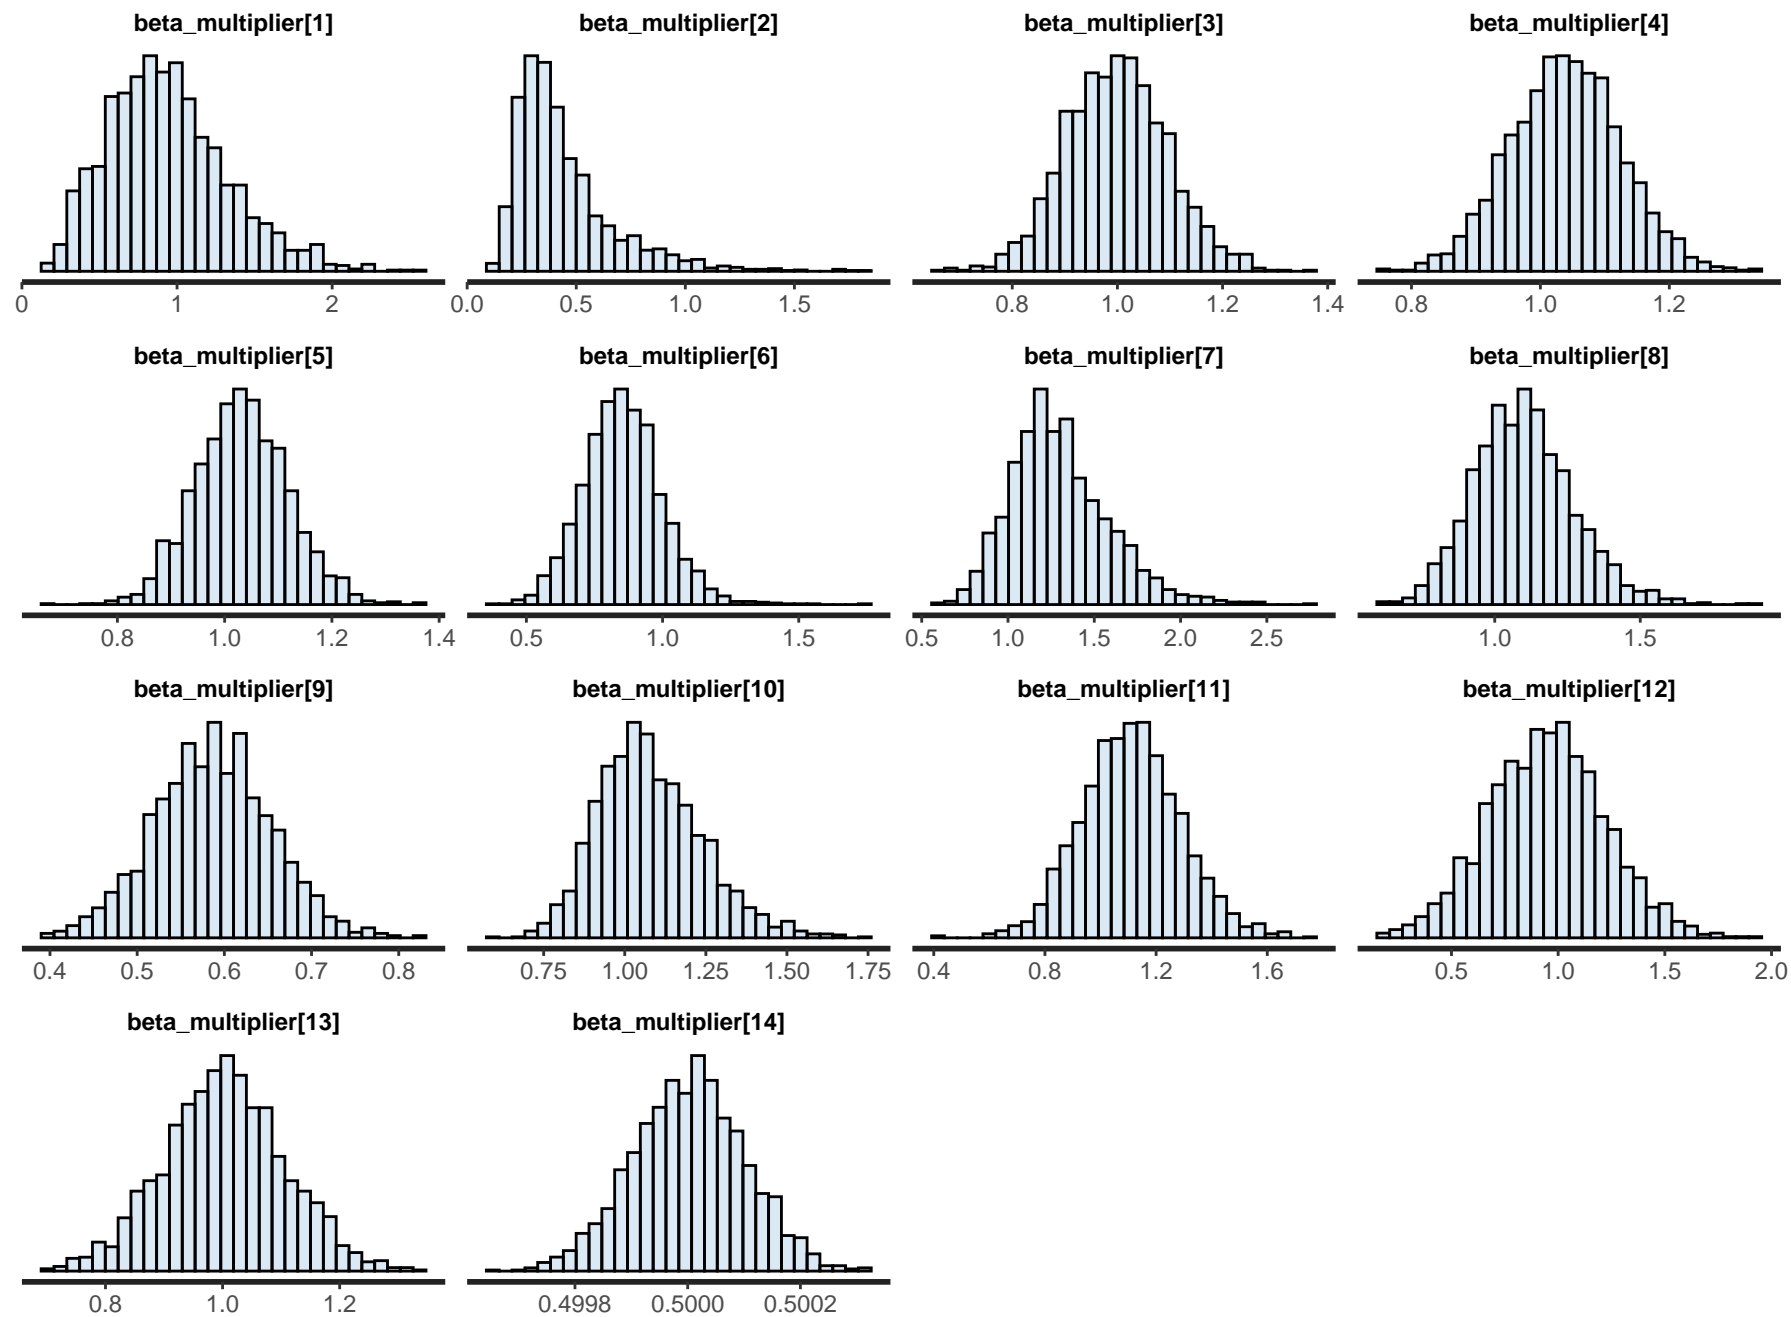 beta_multiplier[1] beta_multiplier[2] beta_multiplier[3] beta_multiplier[4]
0 1 2 0.0 0.5 1.0 1.5 0.8 1.0 1.2 1.4 0.8 1.0 1.2
beta_multiplier[5] beta_multiplier[6] beta_multiplier[7] beta_multiplier[8]
0.8 1.0 1.2 1.4 0.5 1.0 1.5 0.5 1.0 1.5 2.0 2.5 1.0 1.5
beta_multiplier[9] beta_multiplier[10] beta_multiplier[11] beta_multiplier[12]
0.4 0.5 0.6 0.7 0.8 0.75 1.00 1.25 1.50 1.75 0.4 0.8 1.2 1.6 0.5 1.0 1.5 2.0
beta_multiplier[13] beta_multiplier[14]
0.8 1.0 1.2 0.4998 0.5000 0.5002